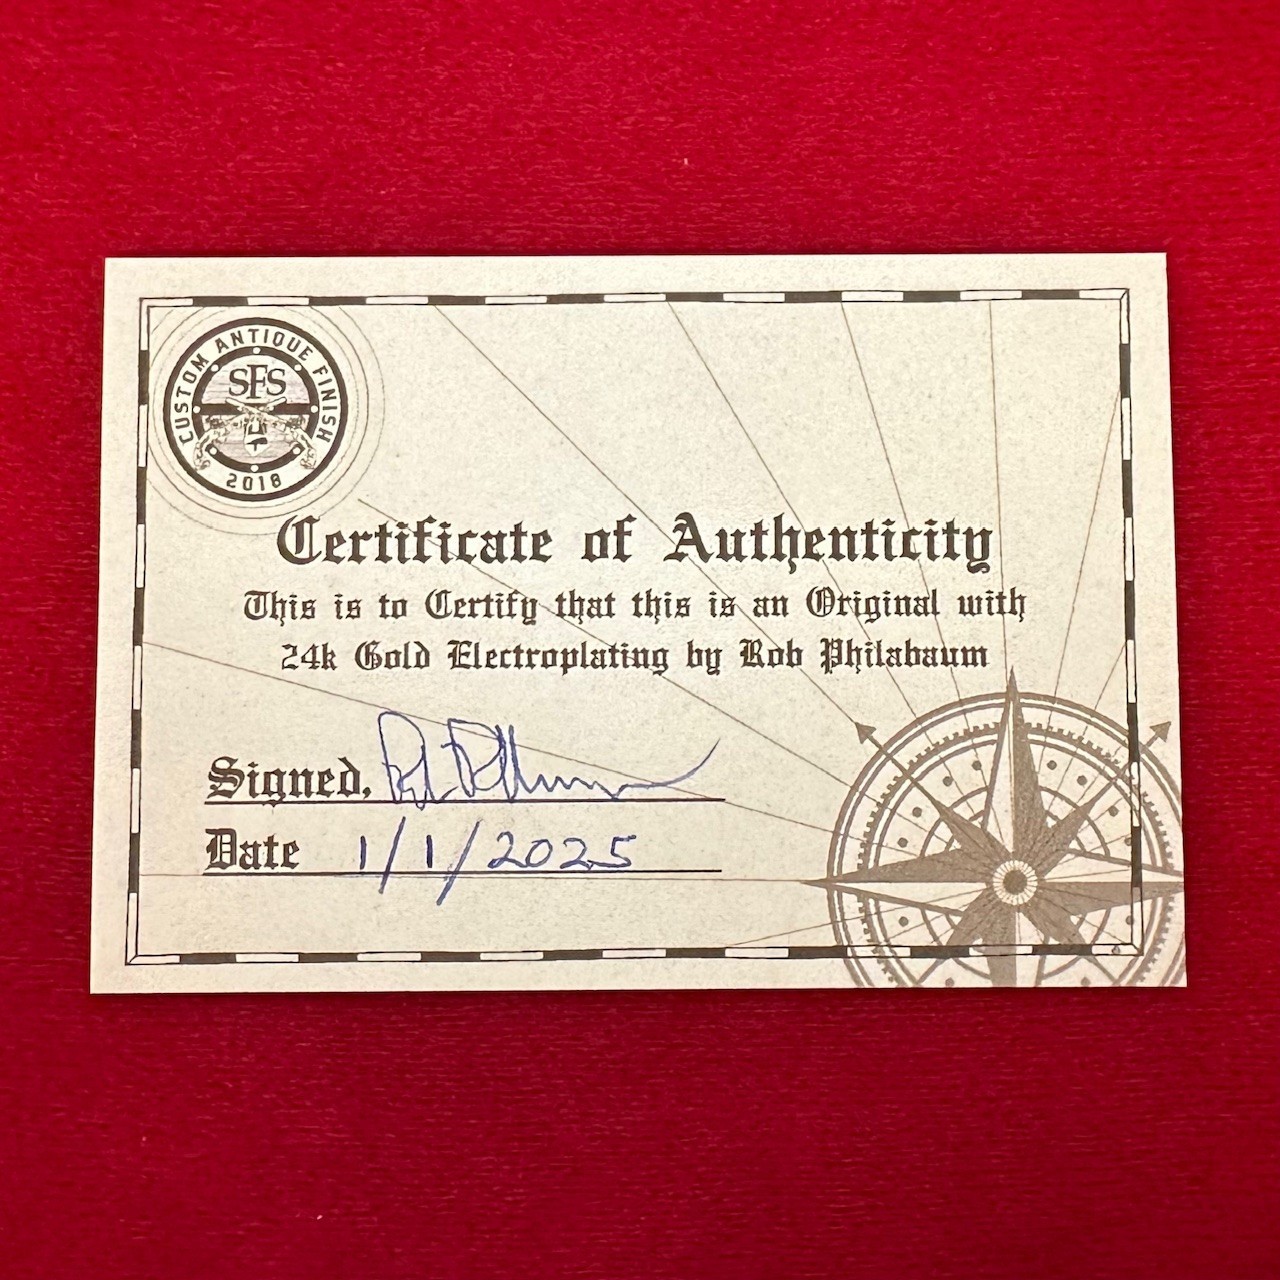 CUSTOM ANTIQUE FINISH
SFS
2018
Certificate of Authenticity
This is to Certify that this is an Original with
24k Gold Electroplating by Rob Philabaum
Signed,
Date 1/1/2025